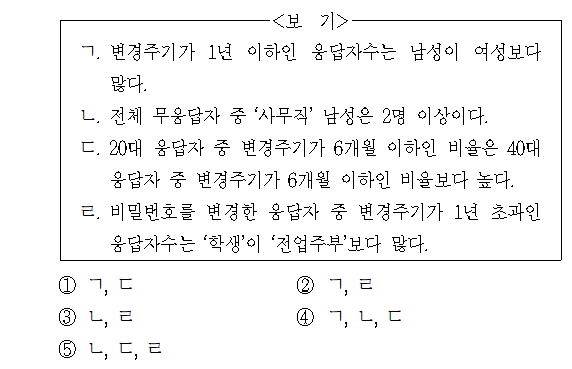 <보 기>
ㄱ. 변경주기가 1년 이하인 응답자수는 남성이 여성보다
많다.
ㄴ. 전체 무응답자 중 ‘사무직’ 남성은 2명 이상이다.
ㄷ. 20대 응답자 중 변경주기가 6개월 이하인 비율은 40대
응답자 중 변경주기가 6개월 이하인 비율보다 높다.
ㄹ. 비밀번호를 변경한 응답자 중 변경주기가 1년 초과인
응답자수는 ‘학생’이 ‘전업주부’보다 많다.
① ㄱ, ㄷ ② ㄱ, ㄹ
③ ㄴ, ㄹ ④ ㄱ, ㄴ, ㄷ
⑤ ㄴ, ㄷ, ㄹ